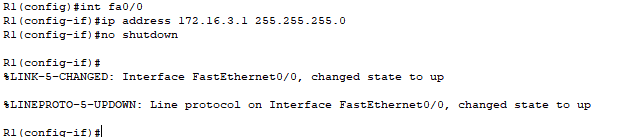 R1(config)#int fa0/0
R1(config-if)#ip address 172.16.3.1 255.255.255.0
R1(config-if)#no shutdown
R1(config-if)#
%LINK-5-CHANGED: Interface FastEthernet0/0, changed state to up
%LINEPROTO-5-UPDOWN: Line protocol on Interface FastEthernet0/0, changed state to up
R1(config-if)#